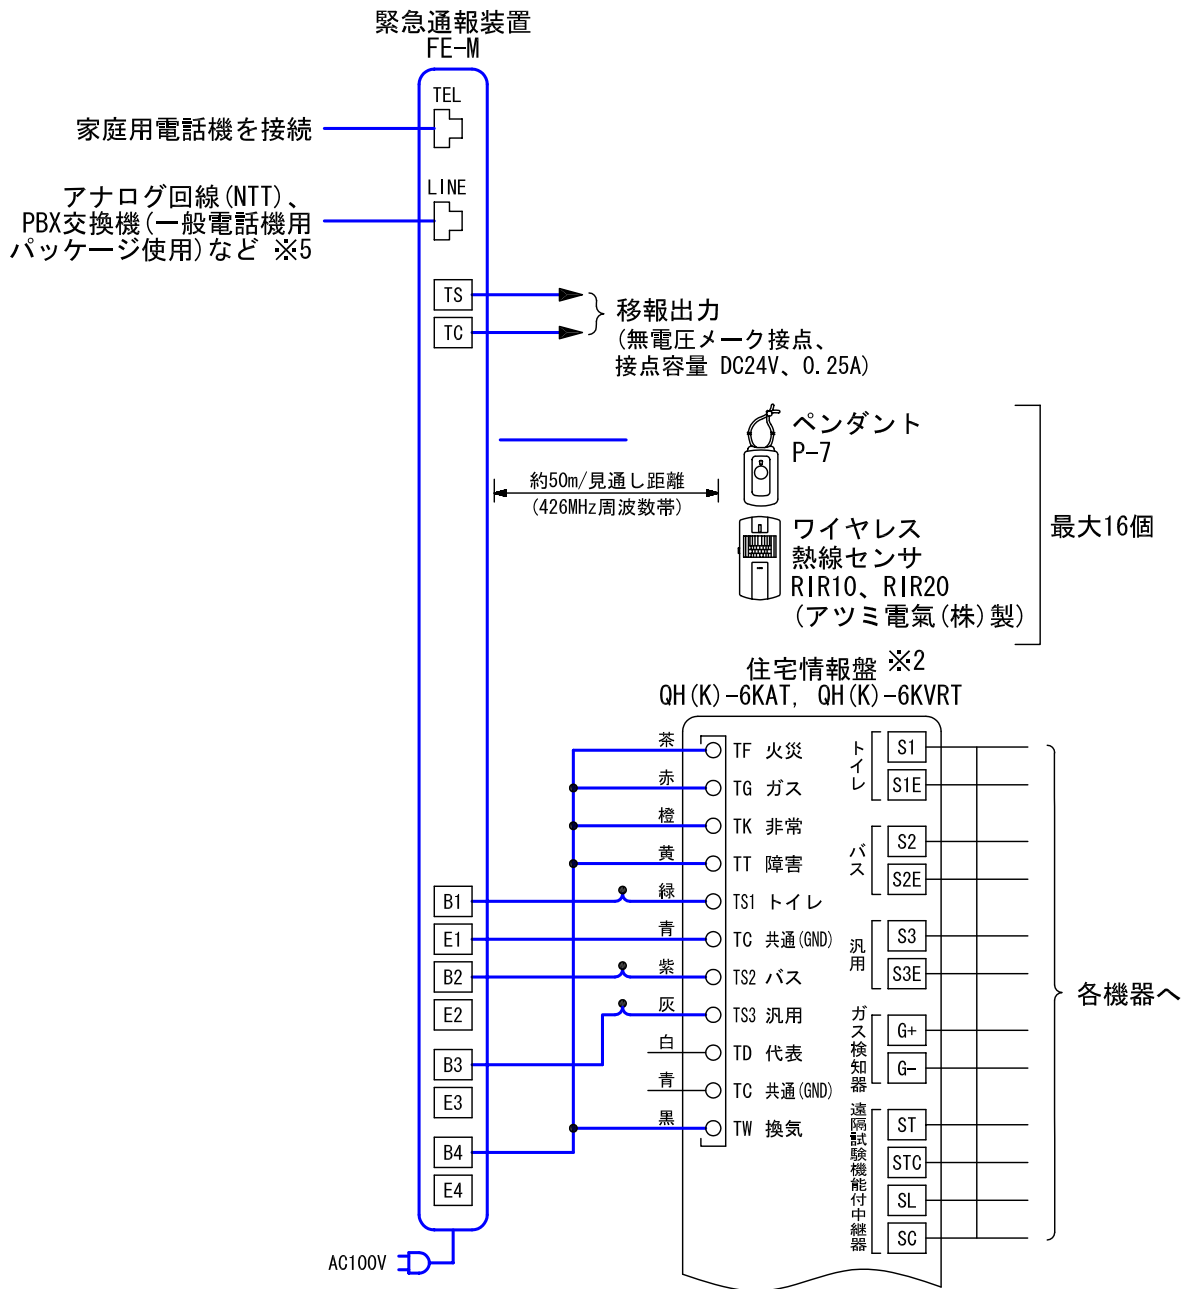 緊急通報装置
FE-M
TEL
家庭用電話機を接続
LINE
アナログ回線(NTT)、
PBX交換機(一般電話機用
パッケージ使用)など ※5
TS
TC
移報出力
(無電圧メーク接点、
接点容量 DC24V、0.25A)
ペンダント
P-7
約50m/見通し距離
(426MHz周波数帯)
ワイヤレス
熱線センサ
RIR10、RIR20
(アツミ電氣(株)製)
最大16個
住宅情報盤 ※2
QH(K)-6KAT, QH(K)-6KVRT
茶 TF 火災
赤 TG ガス
橙 TK 非常
黄 TT 障害
B1 緑 TS1 トイレ
E1 青 TC 共通(GND)
B2 紫 TS2 バス
E2 灰 TS3 汎用
B3 白 TD 代表
E3 青 TC 共通(GND)
B4 黒 TW 換気
E4
トイレ
S1
S1E
バス
S2
S2E
汎用
S3
S3E
ガス検知器
G+
G-
遠隔試験機能付中継器
ST
STC
SL
SC
各機器へ
AC100V